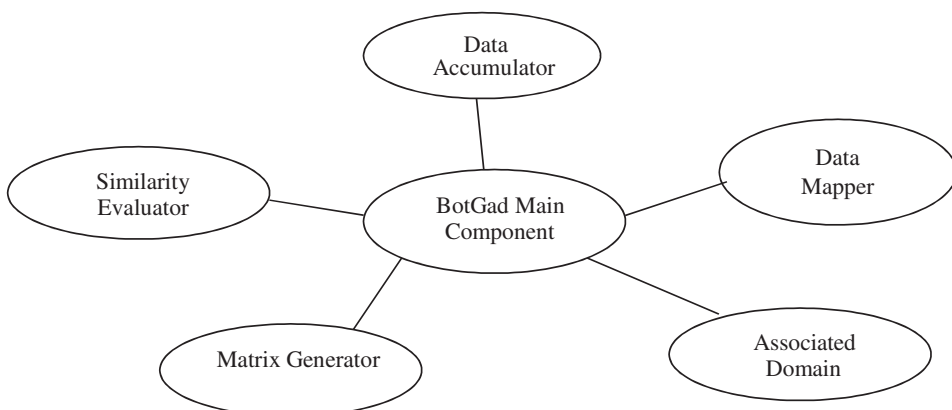 Data
Accumulator
Similarity
Evaluator
BotGad Main
Component
Data
Mapper
Matrix Generator
Associated
Domain